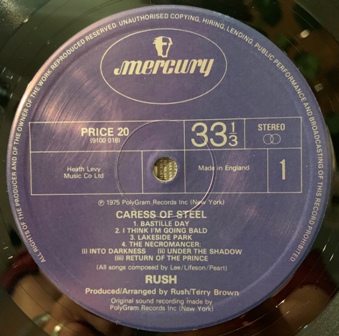 ALL RIGHTS OF THE PRODUCER AND OF THE OWNER OF THE WORK REPRODUCED RESERVED. UNAUTHORISED COPYING, HIRING, LENDING, PUBLIC PERFORMANCE AND BROADCASTING OF THIS RECORD PROHIBITED.
mercury
PRICE 20
(9100 018)
33 1/3
STEREO
Heath Levy
Music Co Ltd
Made in England
1
℗ 1975 PolyGram Records Inc (New York)
CARESS OF STEEL
1. BASTILLE DAY
2. I THINK I'M GOING BALD
3. LAKESIDE PARK
4. THE NECROMANCER:
(i) INTO DARKNESS (ii) UNDER THE SHADOW
(iii) RETURN OF THE PRINCE
(All songs composed by Lee/Lifeson/Peart)
RUSH
Produced/Arranged by Rush/Terry Brown
Original sound recording made by
PolyGram Records Inc (New York)